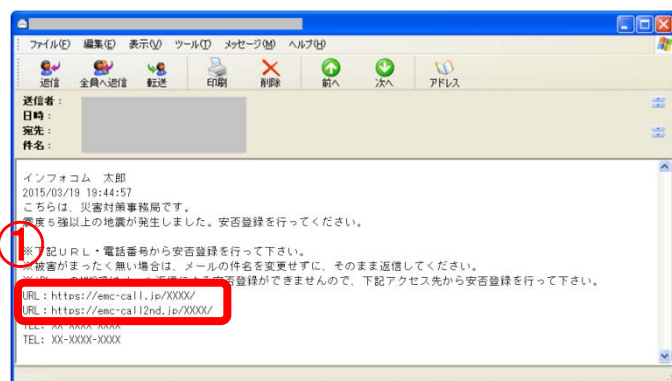 ファイル(F) 編集(E) 表示(V) ツール(T) メッセージ(M) ヘルプ(H)
返信 全員へ返信 転送 印刷 削除 前へ 次へ アドレス
送信者：
日時：
宛先：
件名：
インフォコム 太郎
2015/03/19 19:44:57
こちらは、災害対策事務局です。
震度５強以上の地震が発生しました。安否登録を行ってください。
①
※下記ＵＲＬ・電話番号から安否登録を行って下さい。
※被害がまったく無い場合は、メールの件名を変更せずに、そのまま返信してください。
安否登録ができませんので、下記アクセス先から安否登録を行って下さい。
URL：https://emc-call.jp/XXXX/
URL：https://emc-call2nd.jp/XXXX/
TEL: XX-XXXX-XXXX
TEL: XX-XXXX-XXXX